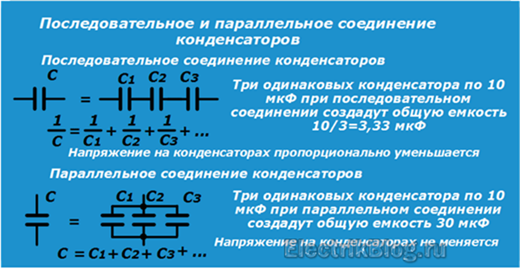 Последовательное и параллельное соединение
конденсаторов
Последовательное соединение конденсаторов
C = C1 C2 C3
1/C = 1/C1 + 1/C2 + 1/C3 + ...
Три одинаковых конденсатора по 10
мкФ при последовательном
соединении создадут общую емкость
10/3=3,33 мкФ
Напряжение на конденсаторах пропорционально уменьшается
Параллельное соединение конденсаторов
C = C1 C2 C3
C = C1 + C2 + C3 + ...
Три одинаковых конденсатора по 10
мкФ при параллельном соединении
создадут общую емкость 30 мкФ
Напряжение на конденсаторах не меняется
ElectrikBlog.ru